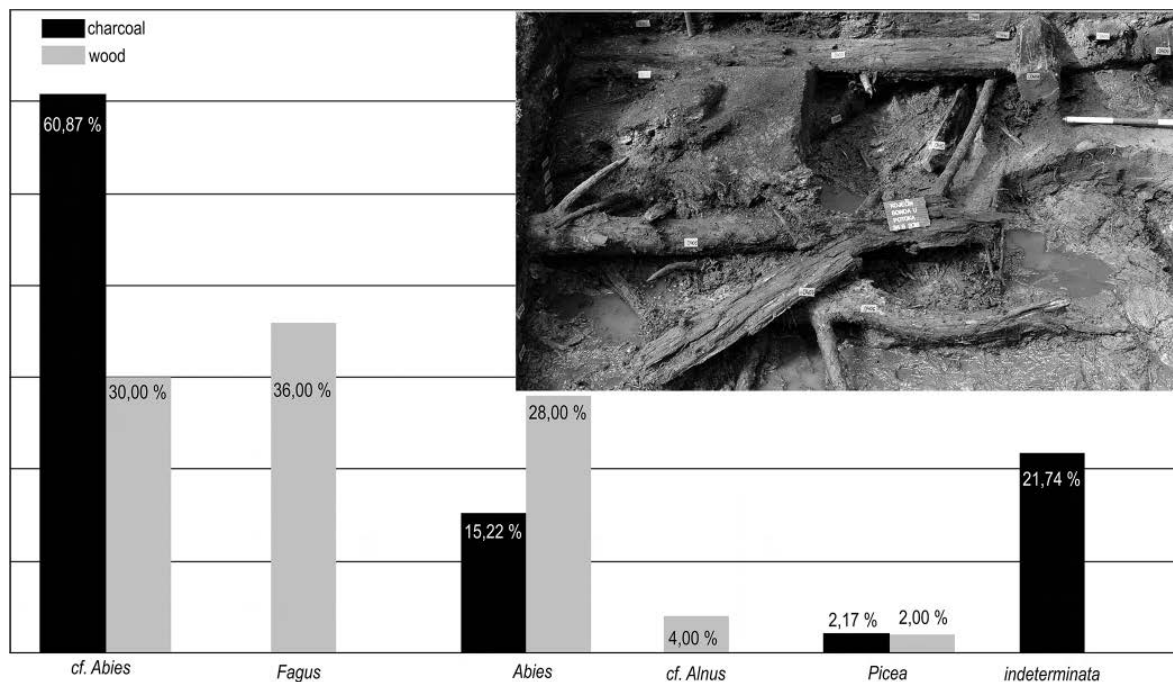 charcoal
wood
60,87 %
30,00 %
36,00 %
15,22 %
28,00 %
4,00 %
2,17 %
2,00 %
21,74 %
cf. Abies
Fagus
Abies
cf. Alnus
Picea
indeterminata